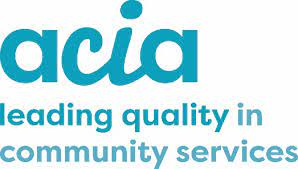 acia
leading quality in
community services